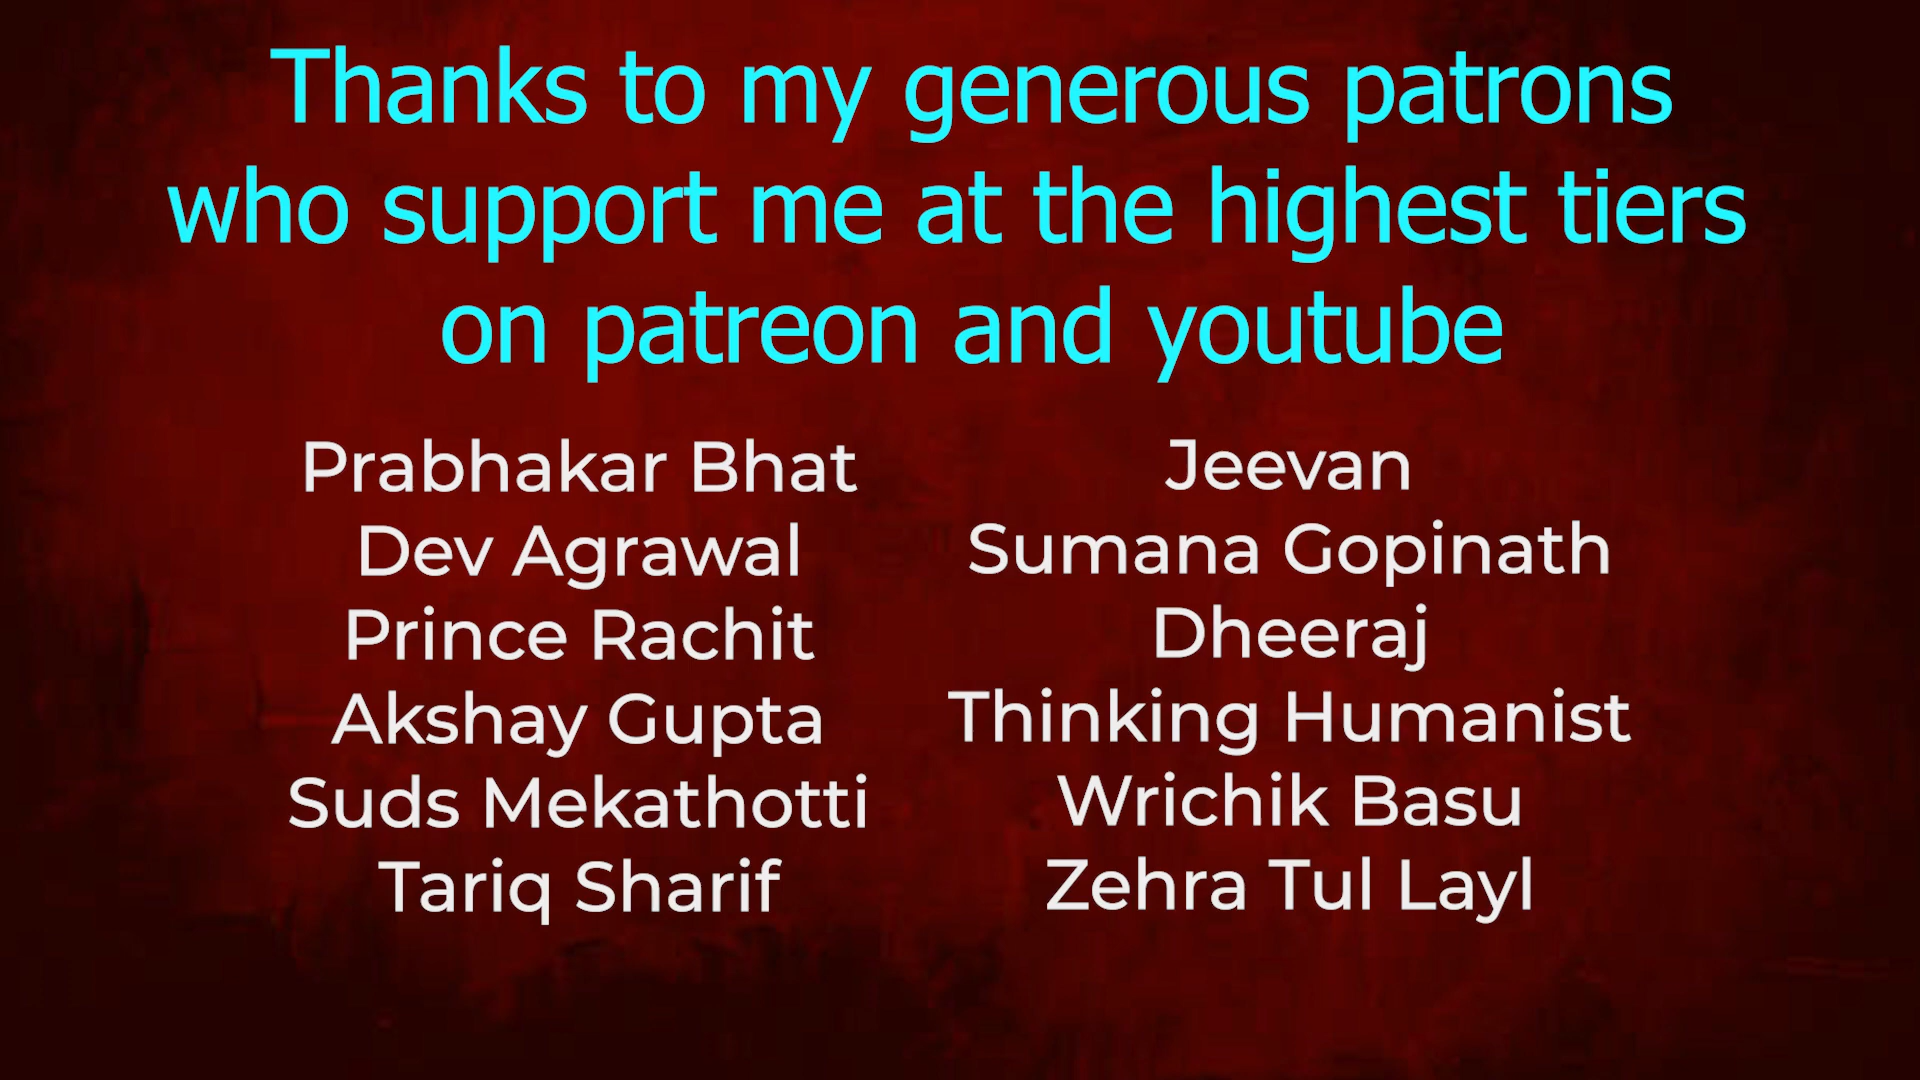 Thanks to my generous patrons
who support me at the highest tiers
on patreon and youtube
Prabhakar Bhat
Dev Agrawal
Prince Rachit
Akshay Gupta
Suds Mekathotti
Tariq Sharif
Jeevan
Sumana Gopinath
Dheeraj
Thinking Humanist
Wrichik Basu
Zehra Tul Layl